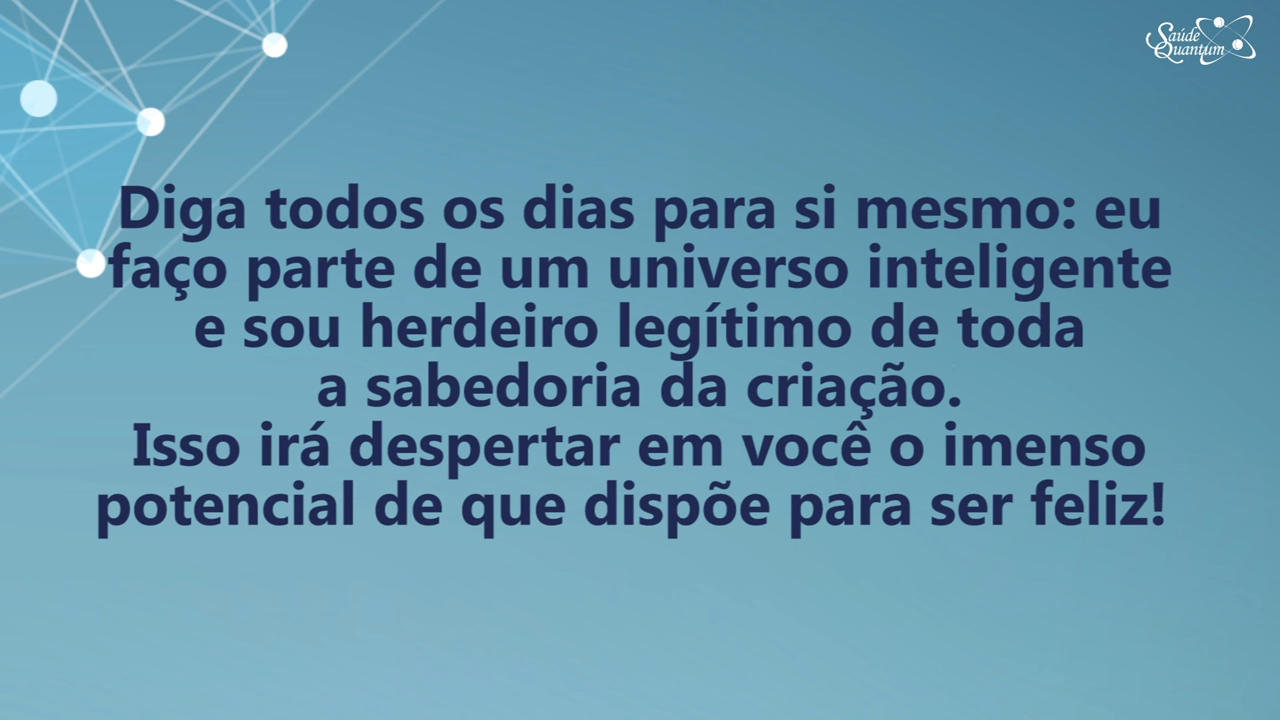 Saúde
Quantum
Diga todos os dias para si mesmo: eu
faço parte de um universo inteligente
e sou herdeiro legítimo de toda
a sabedoria da criação.
Isso irá despertar em você o imenso
potencial de que dispõe para ser feliz!